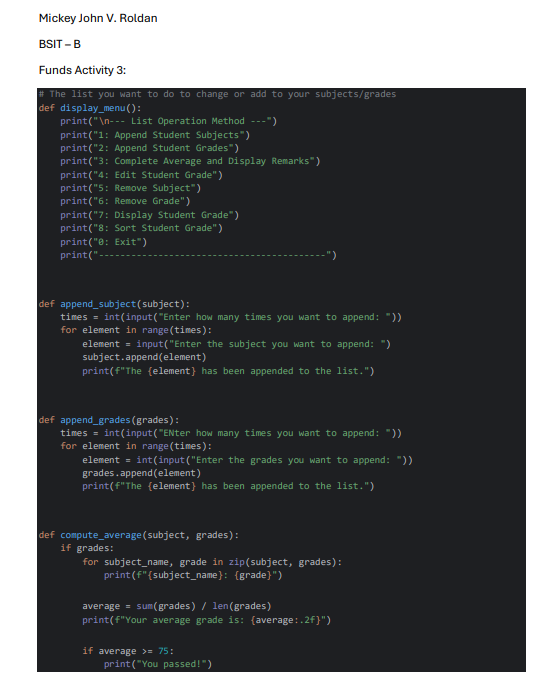 Mickey John V. Roldan
BSIT – B
Funds Activity 3:
# The list you want to do to change or add to your subjects/grades
def display_menu():
    print("\n--- List Operation Method ---")
    print("1: Append Student Subjects")
    print("2: Append Student Grades")
    print("3: Complete Average and Display Remarks")
    print("4: Edit Student Grade")
    print("5: Remove Subject")
    print("6: Remove Grade")
    print("7: Display Student Grade")
    print("8: Sort Student Grade")
    print("0: Exit")
    print("------------------------------------------")
def append_subject(subject):
    times = int(input("Enter how many times you want to append: "))
    for element in range(times):
        element = input("Enter the subject you want to append: ")
        subject.append(element)
        print(f"The {element} has been appended to the list.")
def append_grades(grades):
    times = int(input("ENter how many times you want to append: "))
    for element in range(times):
        element = int(input("Enter the grades you want to append: "))
        grades.append(element)
        print(f"The {element} has been appended to the list.")
def compute_average(subject, grades):
    if grades:
        for subject_name, grade in zip(subject, grades):
            print(f"{subject_name}: {grade}")
        average = sum(grades) / len(grades)
        print(f"Your average grade is: {average:.2f}")
        if average >= 75:
            print("You passed!")